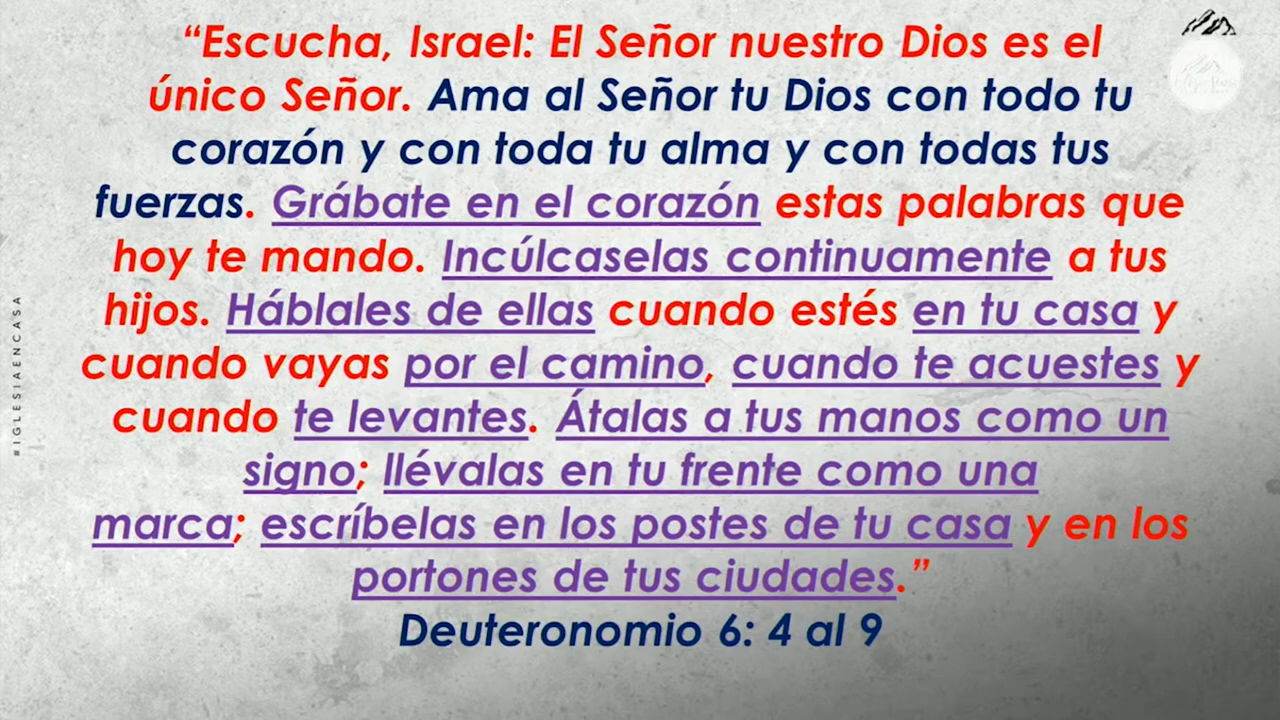 “Escucha, Israel: El Señor nuestro Dios es el
único Señor. Ama al Señor tu Dios con todo tu
corazón y con toda tu alma y con todas tus
fuerzas. Grábate en el corazón estas palabras que
hoy te mando. Incúlcaselas continuamente a tus
hijos. Háblales de ellas cuando estés en tu casa y
cuando vayas por el camino, cuando te acuestes y
cuando te levantes. Átalas a tus manos como un
signo; llévalas en tu frente como una
marca; escríbelas en los postes de tu casa y en los
portones de tus ciudades.”
Deuteronomio 6: 4 al 9
#IGLESIAENCASA